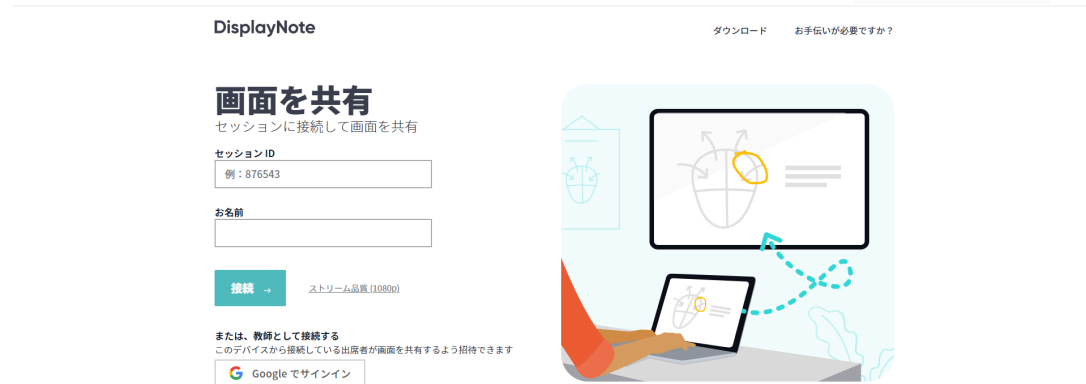 DisplayNote
ダウンロード
お手伝いが必要ですか？
画面を共有
セッションに接続して画面を共有
セッション ID
例：876543
お名前
接続 →
ストリーム品質 (1080p)
または、教師として接続する
このデバイスから接続している出席者が画面を共有するよう招待できます
Google でサインイン